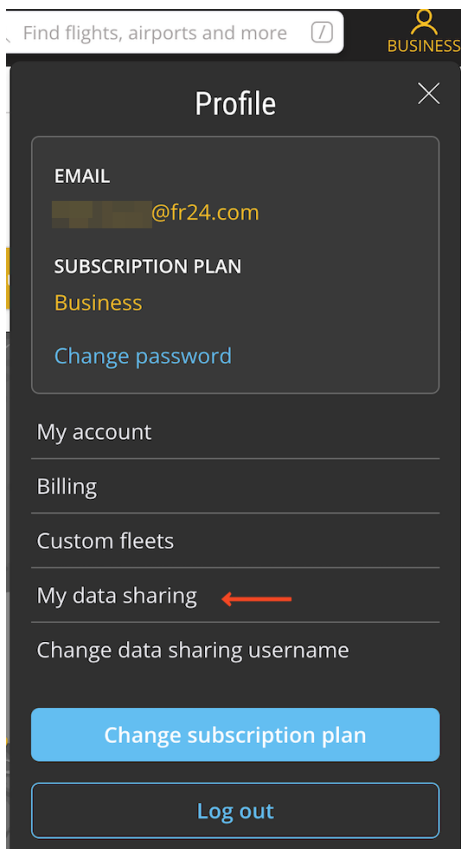 Find flights, airports and more /
BUSINESS
Profile
EMAIL
@fr24.com
SUBSCRIPTION PLAN
Business
Change password
My account
Billing
Custom fleets
My data sharing
Change data sharing username
Change subscription plan
Log out